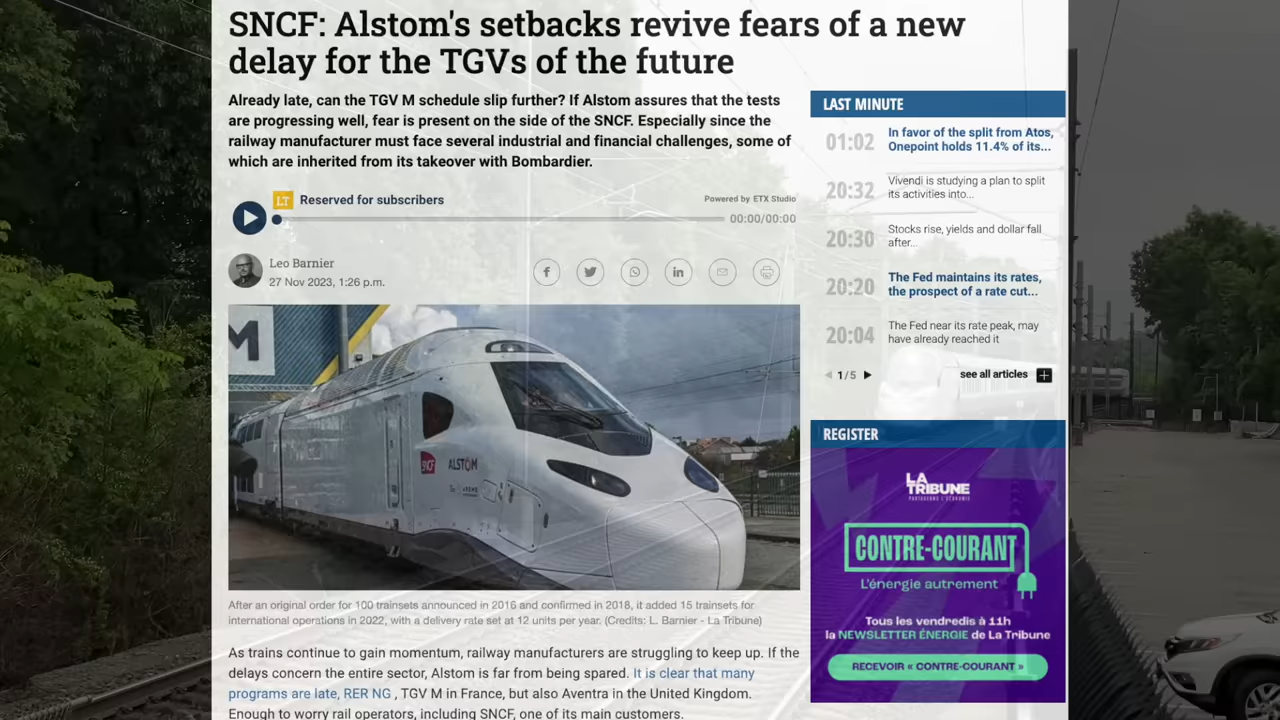 SNCF: Alstom's setbacks revive fears of a new
delay for the TGVs of the future
Already late, can the TGV M schedule slip further? If Alstom assures that the tests
are progressing well, fear is present on the side of the SNCF. Especially since the
railway manufacturer must face several industrial and financial challenges, some of
which are inherited from its takeover with Bombardier.
LT Reserved for subscribers
Powered by ETX Studio
00:00/00:00
Leo Barnier
27 Nov 2023, 1:26 p.m.
M
SNCF ALSTOM
After an original order for 100 trainsets announced in 2016 and confirmed in 2018, it added 15 trainsets for
international operations in 2022, with a delivery rate set at 12 units per year. (Credits: L. Barnier - La Tribune)
As trains continue to gain momentum, railway manufacturers are struggling to keep up. If the
delays concern the entire sector, Alstom is far from being spared. It is clear that many
programs are late, RER NG , TGV M in France, but also Aventra in the United Kingdom.
Enough to worry rail operators, including SNCF, one of its main customers.
LAST MINUTE
01:02 In favor of the split from Atos,
Onepoint holds 11.4% of its...
20:32 Vivendi is studying a plan to split
its activities into...
20:30 Stocks rise, yields and dollar fall
after...
20:20 The Fed maintains its rates,
the prospect of a rate cut...
20:04 The Fed near its rate peak, may
have already reached it
1/5
see all articles
REGISTER
LA
TRIBUNE
CONTRE-COURANT
L'énergie autrement
Tous les vendredis à 11h
la NEWSLETTER ÉNERGIE de La Tribune
RECEVOIR « CONTRE-COURANT »